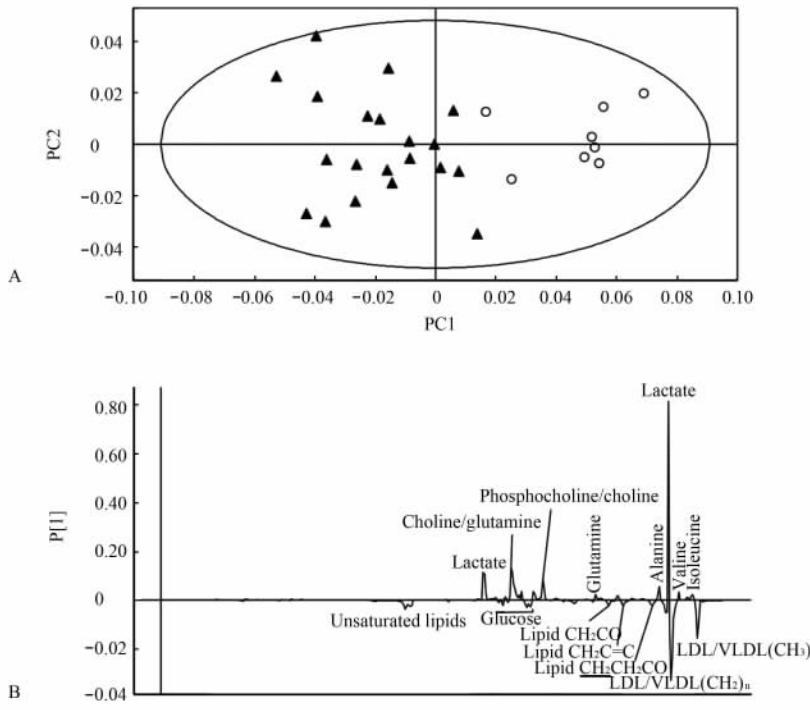 0.04
0.02
0
−0.02
−0.04
PC2
A
−0.10 −0.06 −0.04 −0.02 0 0.02 0.04 0.06 0.08 0.10
PC1
0.80
0.60
0.40
0.20
0
−0.02
−0.04
P[1]
B
Lactate
Phosphocholine/choline
Choline/glutamine
Lactate
Glutamine
Alanine
Valine
Isoleucine
Unsaturated lipids
Glucose
Lipid CH₂CO
Lipid CH₂C=C
Lipid CH₂CH₂CO
LDL/VLDL(CH₃)
LDL/VLDL(CH₂)ₙ